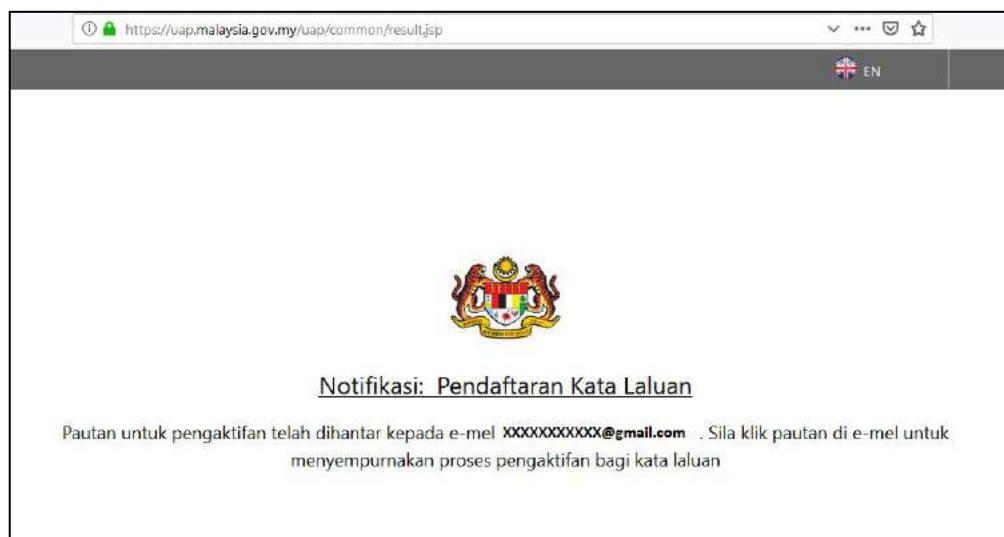 https://uap.malaysia.gov.my/uap/common/result.jsp
EN
Notifikasi: Pendaftaran Kata Laluan
Pautan untuk pengaktifan telah dihantar kepada e-mel XXXXXXXXXXX@gmail.com . Sila klik pautan di e-mel untuk
menyempurnakan proses pengaktifan bagi kata laluan